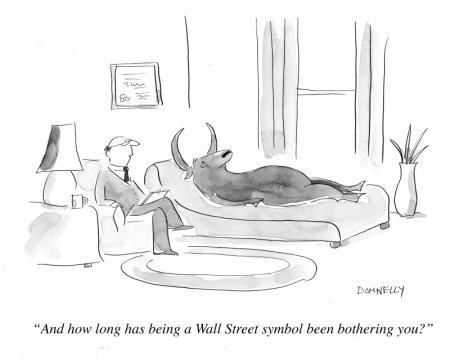 DONNELLY
“And how long has being a Wall Street symbol been bothering you?”